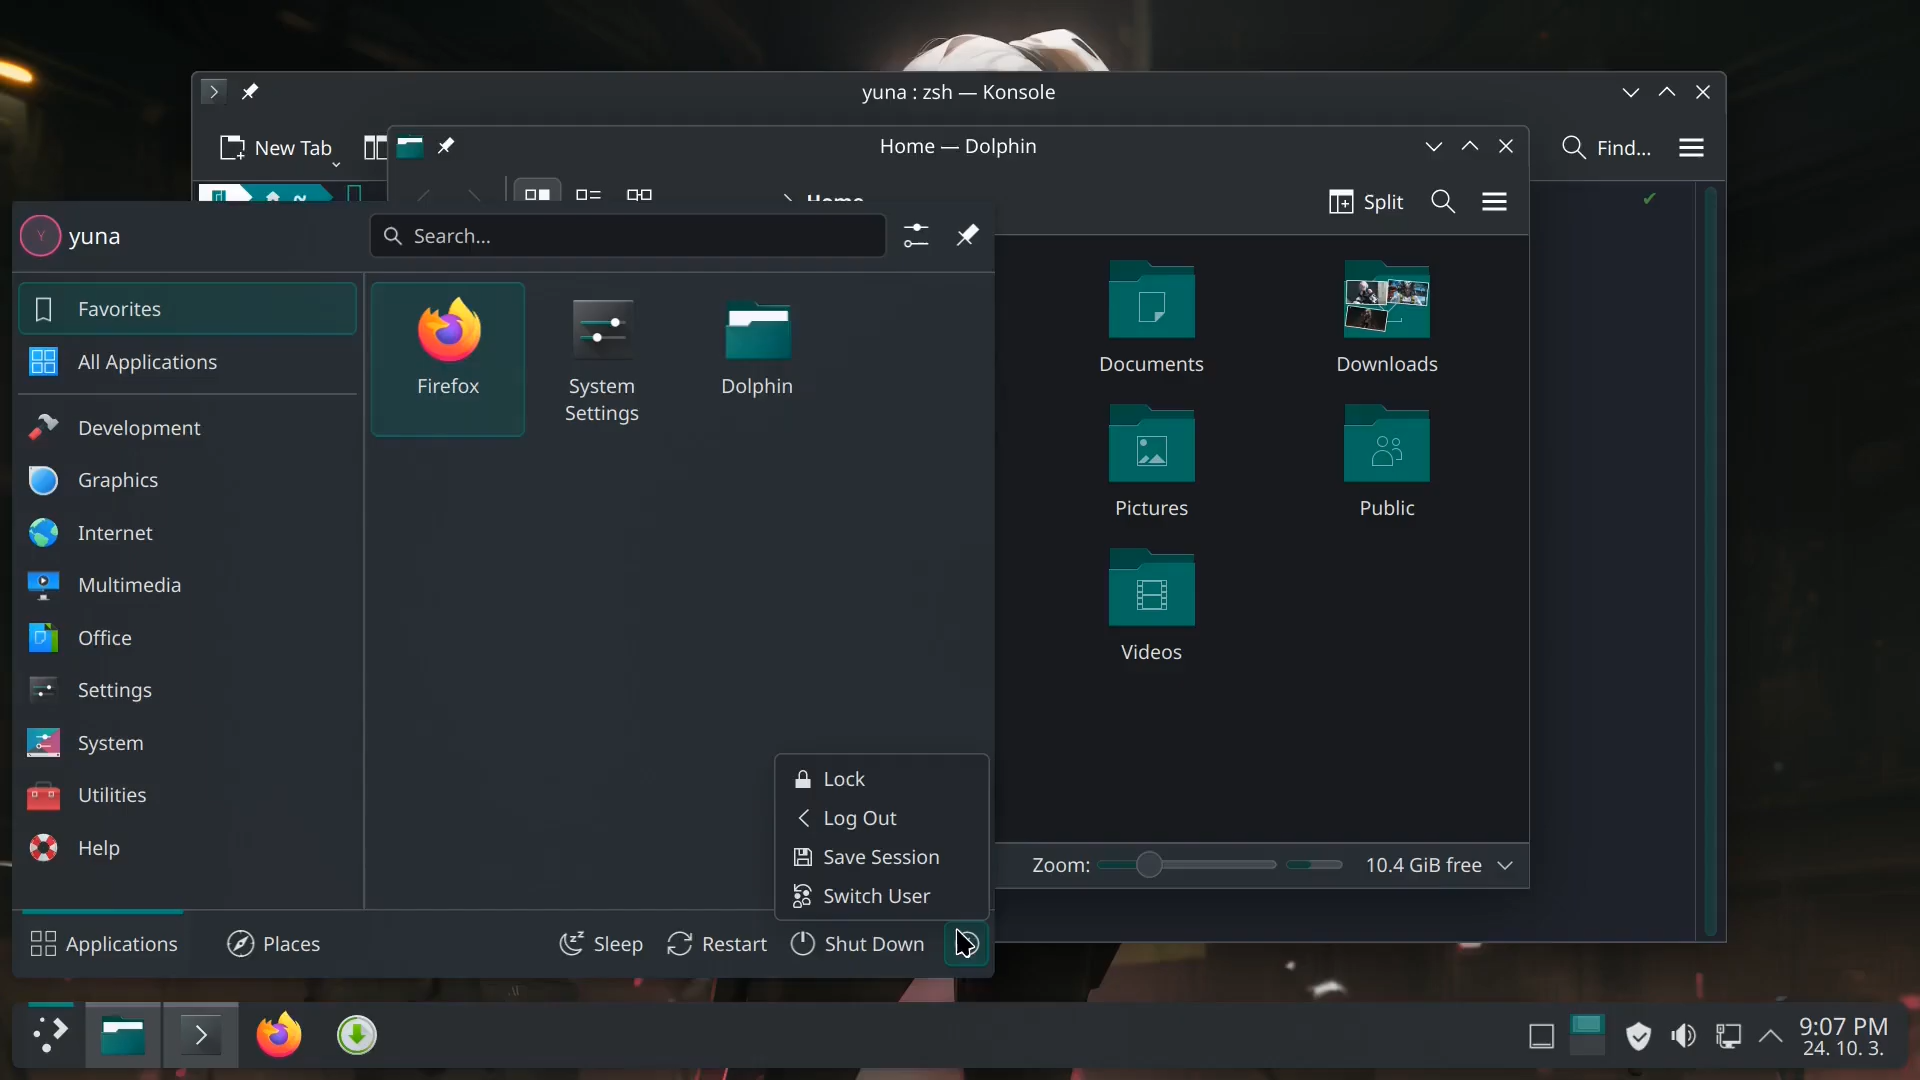 yuna : zsh — Konsole
New Tab
Find...
Home — Dolphin
Home
Split
Y
yuna
Search...
Favorites
All Applications
Development
Graphics
Internet
Multimedia
Office
Settings
System
Utilities
Help
Firefox
System
Settings
Dolphin
Documents
Downloads
Pictures
Public
Videos
Lock
Log Out
Save Session
Switch User
Zoom:
10.4 GiB free
Applications
Places
Sleep
Restart
Shut Down
9:07 PM
24. 10. 3.